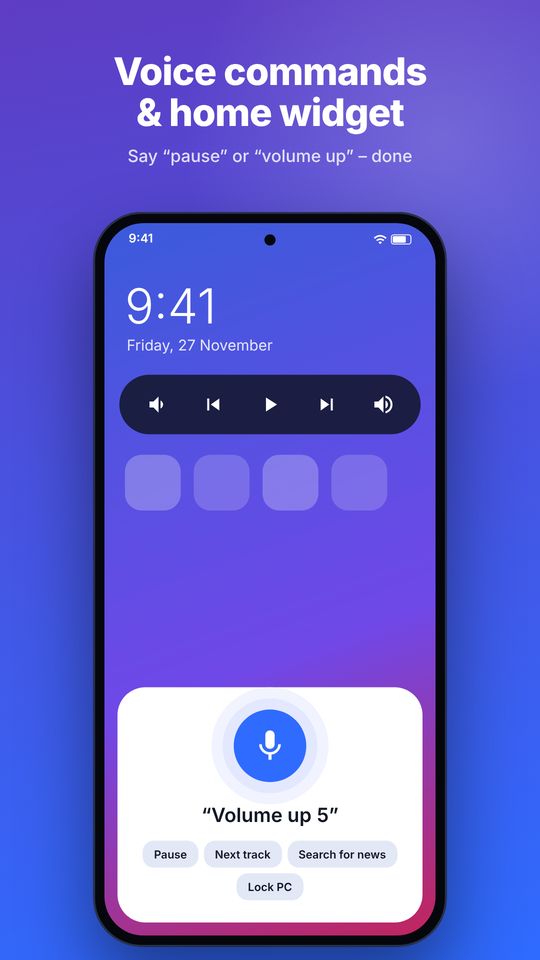 Voice commands
& home widget
Say “pause” or “volume up” – done
9:41
9:41
Friday, 27 November
“Volume up 5”
Pause
Next track
Search for news
Lock PC